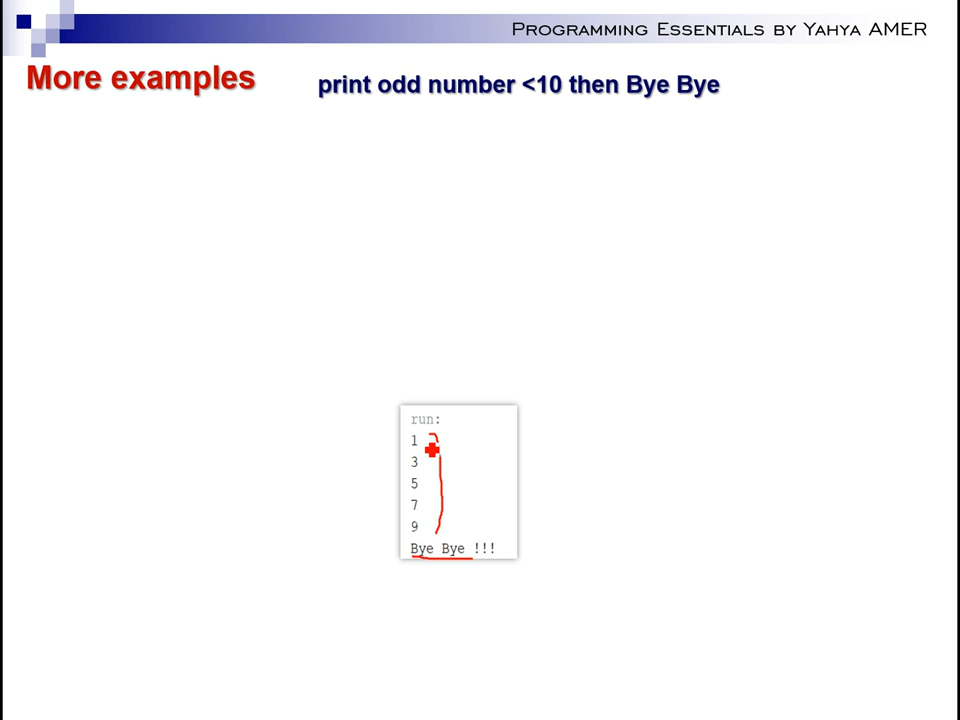 PROGRAMMING ESSENTIALS BY YAHYA AMER
More examples
print odd number <10 then Bye Bye
run:
1
3
5
7
9
Bye Bye !!!